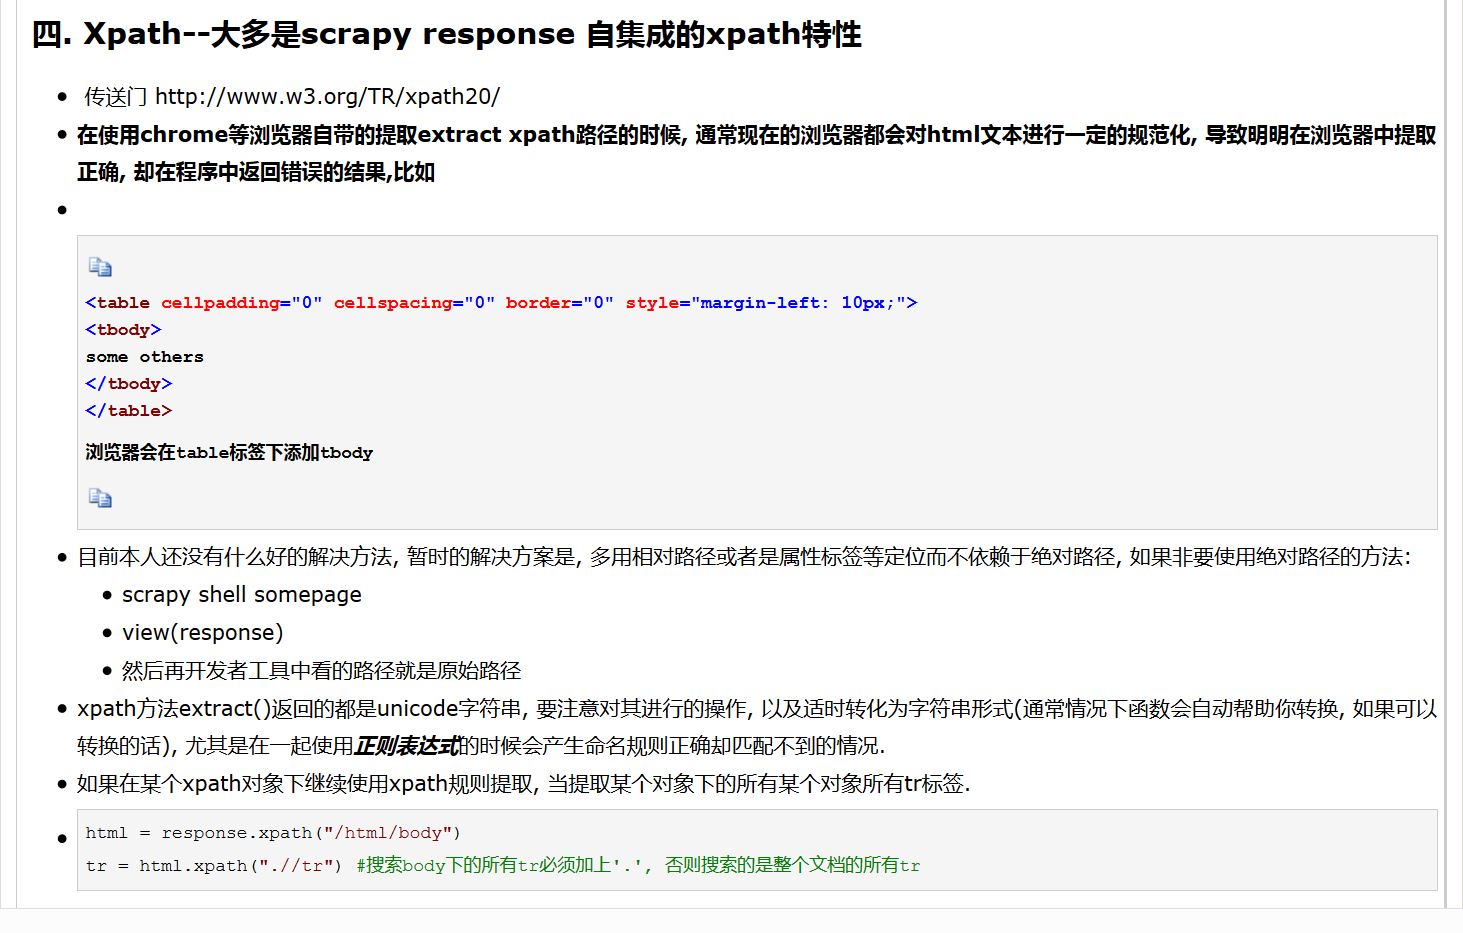 四. Xpath--大多是scrapy response 自集成的xpath特性
传送门 http://www.w3.org/TR/xpath20/
在使用chrome等浏览器自带的提取extract xpath路径的时候, 通常现在的浏览器都会对html文本进行一定的规范化, 导致明明在浏览器中提取
正确, 却在程序中返回错误的结果,比如
<table cellpadding="0" cellspacing="0" border="0" style="margin-left: 10px;">
<tbody>
some others
</tbody>
</table>
浏览器会在table标签下添加tbody
目前本人还没有什么好的解决方法, 暂时的解决方案是, 多用相对路径或者是属性标签等定位而不依赖于绝对路径, 如果非要使用绝对路径的方法:
scrapy shell somepage
view(response)
然后再开发者工具中看的路径就是原始路径
xpath方法extract()返回的都是unicode字符串, 要注意对其进行的操作, 以及适时转化为字符串形式(通常情况下函数会自动帮助你转换, 如果可以
转换的话), 尤其是在一起使用正则表达式的时候会产生命名规则正确却匹配不到的情况.
如果在某个xpath对象下继续使用xpath规则提取, 当提取某个对象下的所有某个对象所有tr标签.
html = response.xpath("/html/body")
tr = html.xpath(".//tr") #搜索body下的所有tr必须加上'.', 否则搜索的是整个文档的所有tr